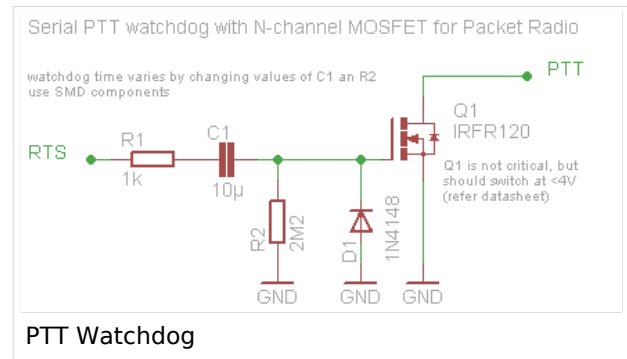 Serial PTT watchdog with N-channel MOSFET for Packet Radio
watchdog time varies by changing values of C1 an R2
use SMD components
PTT
Q1
IRFR120
Q1 is not critical, but
should switch at <4V
(refer datasheet)
RTS
R1
1k
C1
10µ
R2
2M2
D1
1N4148
GND
GND
GND
PTT Watchdog